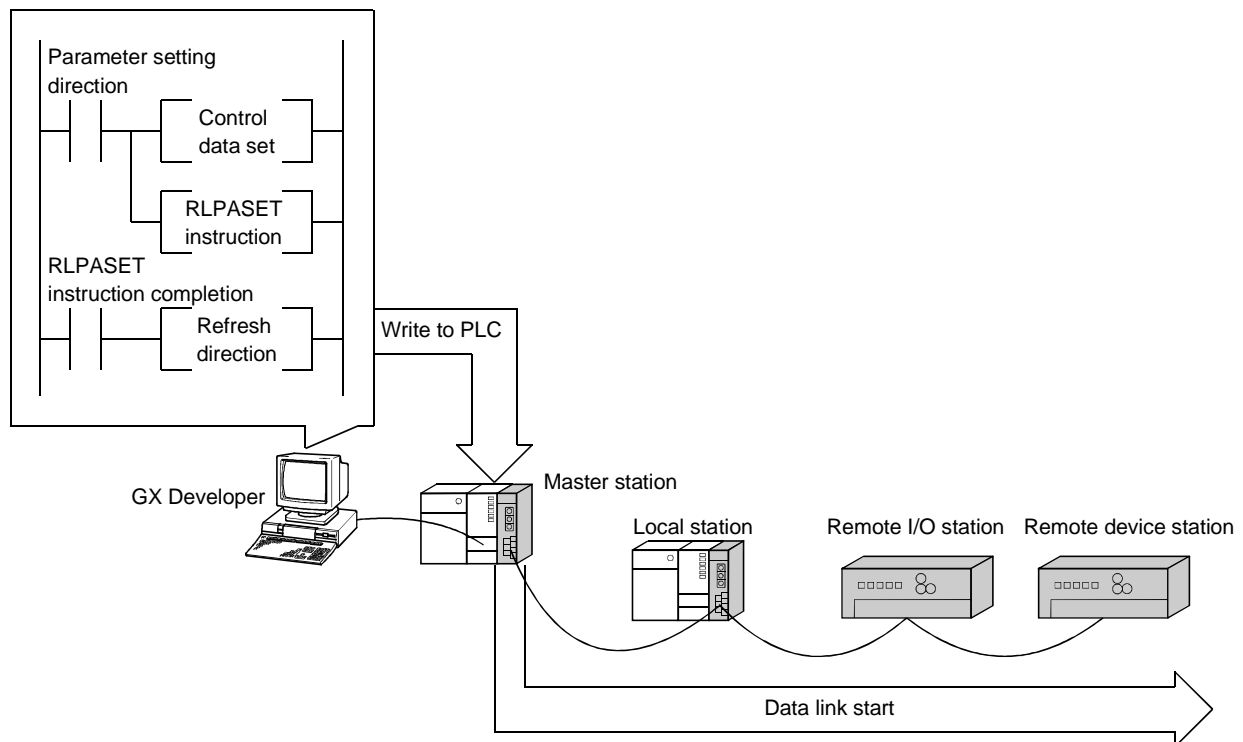 Parameter setting
direction
Control
data set
RLPASET
instruction
RLPASET
instruction completion
Refresh
direction
Write to PLC
GX Developer
Master station
Local station
Remote I/O station
Remote device station
Data link start